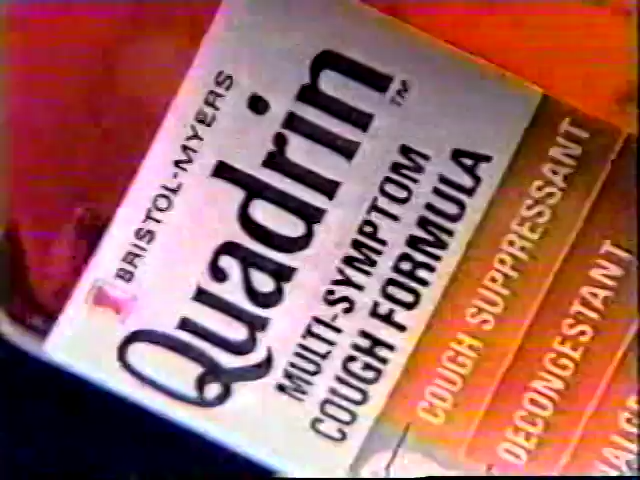 BRISTOL-MYERS
Quadrin™
MULTI-SYMPTOM
COUGH FORMULA
COUGH SUPPRESSANT
DECONGESTANT